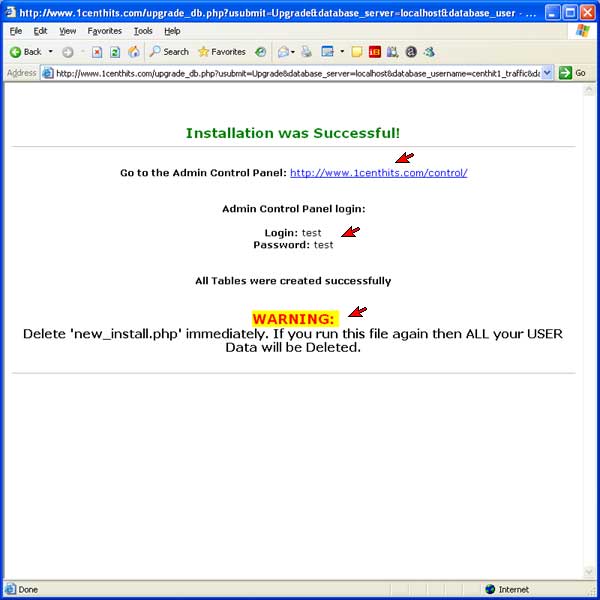 http://www.1centhits.com/upgrade_db.php?usubmit=Upgrade&database_server=localhost&database_user - ...
File Edit View Favorites Tools Help
Back Search Favorites
Address http://www.1centhits.com/upgrade_db.php?usubmit=Upgrade&database_server=localhost&database_username=centhit1_traffic&da Go
Installation was Successful!
Go to the Admin Control Panel: http://www.1centhits.com/control/
Admin Control Panel login:
Login: test
Password: test
All Tables were created successfully
WARNING:
Delete 'new_install.php' immediately. If you run this file again then ALL your USER
Data will be Deleted.
Done Internet